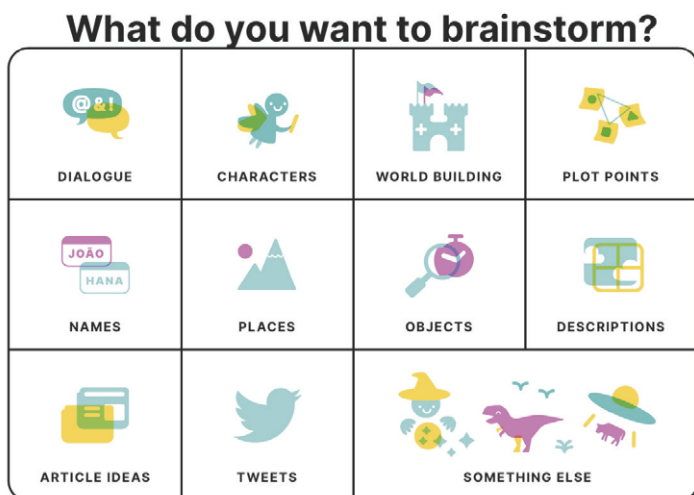 What do you want to brainstorm?
@&!
DIALOGUE
CHARACTERS
WORLD BUILDING
PLOT POINTS
JOÃO
HANA
NAMES
PLACES
OBJECTS
DESCRIPTIONS
ARTICLE IDEAS
TWEETS
SOMETHING ELSE